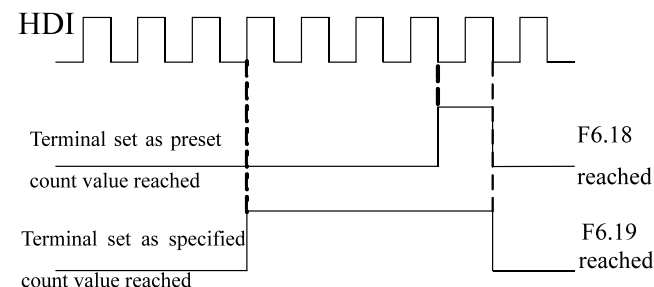 HDI
Terminal set as preset
count value reached
F6.18
reached
Terminal set as specified
count value reached
F6.19
reached